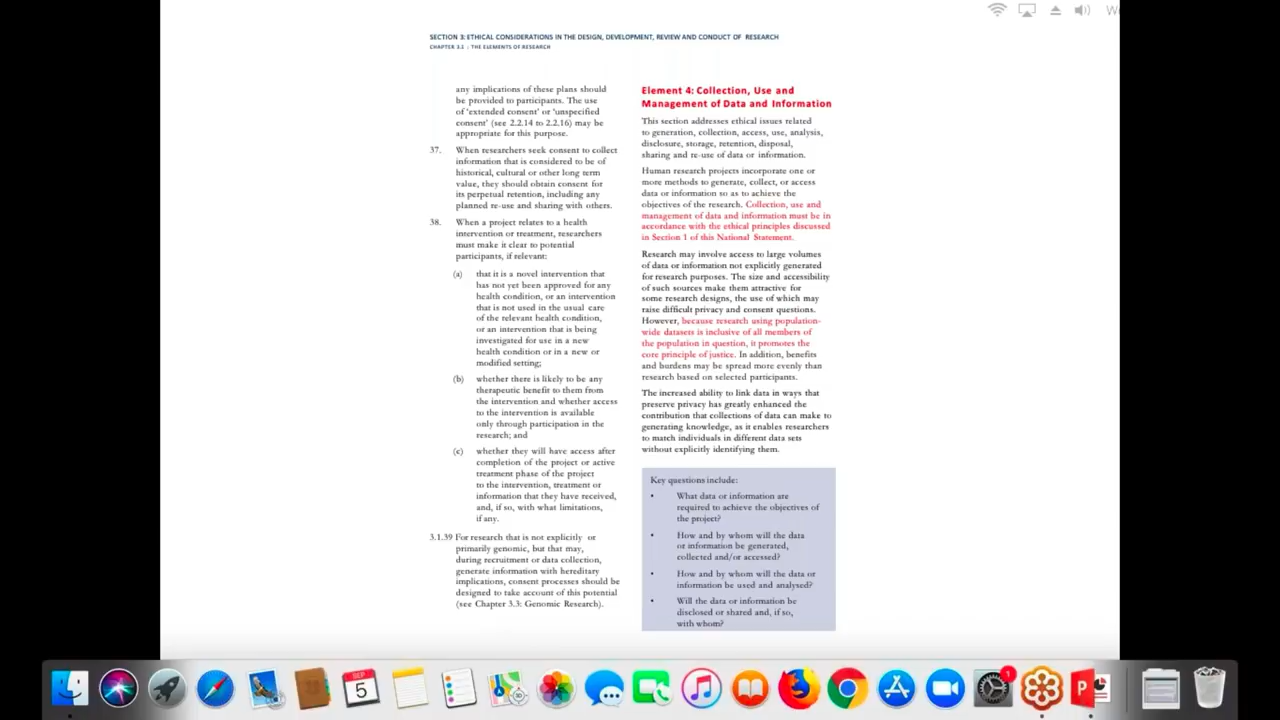 W
SECTION 3: ETHICAL CONSIDERATIONS IN THE DESIGN, DEVELOPMENT, REVIEW AND CONDUCT OF RESEARCH
CHAPTER 3.1 : THE ELEMENTS OF RESEARCH
any implications of these plans should
be provided to participants. The use
of ‘extended consent’ or ‘unspecified
consent’ (see 2.2.14 to 2.2.16) may be
appropriate for this purpose.
37. When researchers seek consent to collect
information that is considered to be of
historical, cultural or other long term
value, they should obtain consent for
its perpetual retention, including any
planned re-use and sharing with others.
38. When a project relates to a health
intervention or treatment, researchers
must make it clear to potential
participants, if relevant:
(a) that it is a novel intervention that
has not yet been approved for any
health condition, or an intervention
that is not used in the usual care
of the relevant health condition,
or an intervention that is being
investigated for use in a new
health condition or in a new or
modified setting;
(b) whether there is likely to be any
therapeutic benefit to them from
the intervention and whether access
to the intervention is available
only through participation in the
research; and
(c) whether they will have access after
completion of the project or active
treatment phase of the project
to the intervention, treatment or
information that they have received,
and, if so, with what limitations,
if any.
3.1.39 For research that is not explicitly or
primarily genomic, but that may,
during recruitment or data collection,
generate information with hereditary
implications, consent processes should be
designed to take account of this potential
(see Chapter 3.3: Genomic Research).
Element 4: Collection, Use and
Management of Data and Information
This section addresses ethical issues related
to generation, collection, access, use, analysis,
disclosure, storage, retention, disposal,
sharing and re-use of data or information.
Human research projects incorporate one or
more methods to generate, collect, or access
data or information so as to achieve the
objectives of the research. Collection, use and
management of data and information must be in
accordance with the ethical principles discussed
in Section 1 of this National Statement.
Research may involve access to large volumes
of data or information not explicitly generated
for research purposes. The size and accessibility
of such sources make them attractive for
some research designs, the use of which may
raise difficult privacy and consent questions.
However, because research using population-
wide datasets is inclusive of all members of
the population in question, it promotes the
core principle of justice. In addition, benefits
and burdens may be spread more evenly than
research based on selected participants.
The increased ability to link data in ways that
preserve privacy has greatly enhanced the
contribution that collections of data can make to
generating knowledge, as it enables researchers
to match individuals in different data sets
without explicitly identifying them.
Key questions include:
• What data or information are
required to achieve the objectives of
the project?
• How and by whom will the data
or information be generated,
collected and/or accessed?
• How and by whom will the data or
information be used and analysed?
• Will the data or information be
disclosed or shared and, if so,
with whom?
SEP
5
1
P